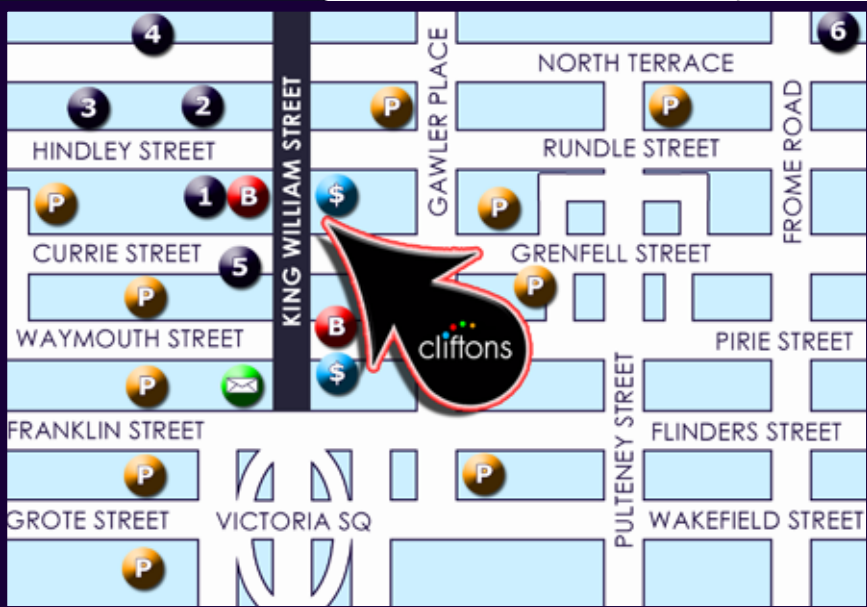 4
6
NORTH TERRACE
GAWLER PLACE
3
2
P
P
KING WILLIAM STREET
FROME ROAD
HINDLEY STREET
RUNDLE STREET
P
1
B
$
P
CURRIE STREET
GRENFELL STREET
5
P
P
B
cliftons
WAYMOUTH STREET
PIRIE STREET
P
$
PULTENEY STREET
FRANKLIN STREET
FLINDERS STREET
P
P
GROTE STREET
VICTORIA SQ
WAKEFIELD STREET
P